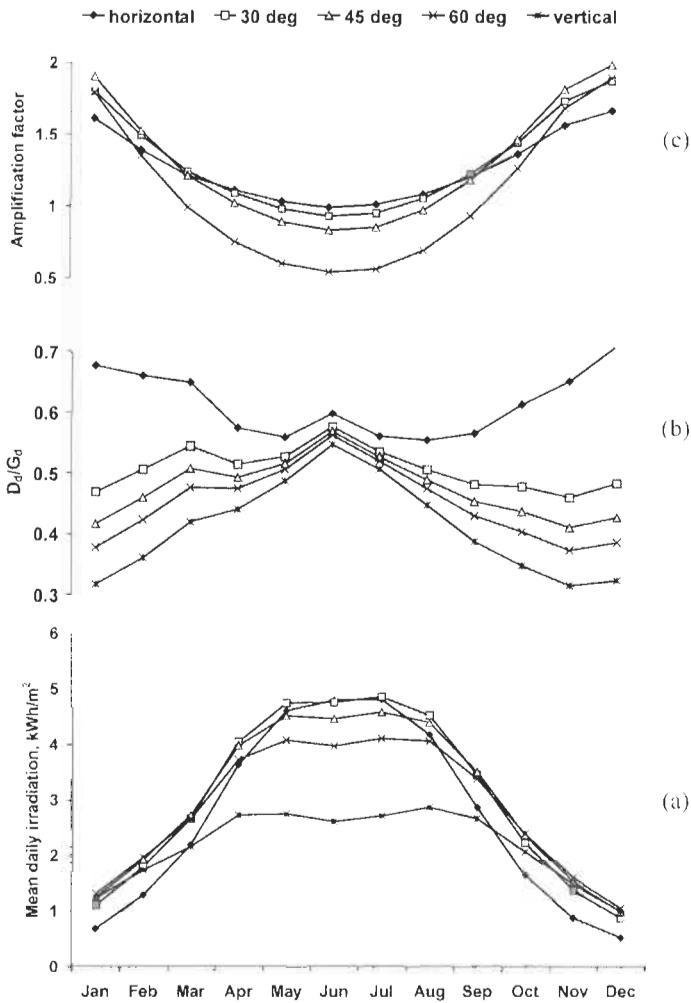 horizontal 30 deg 45 deg 60 deg vertical
2
1.5
1
0.5
Amplification factor
(c)
0.7
0.6
0.5
0.4
0.3
Dd/Gd
(b)
6
5
4
3
2
1
0
Mean daily irradiation, kWh/m²
(a)
Jan Feb Mar Apr May Jun Jul Aug Sep Oct Nov Dec